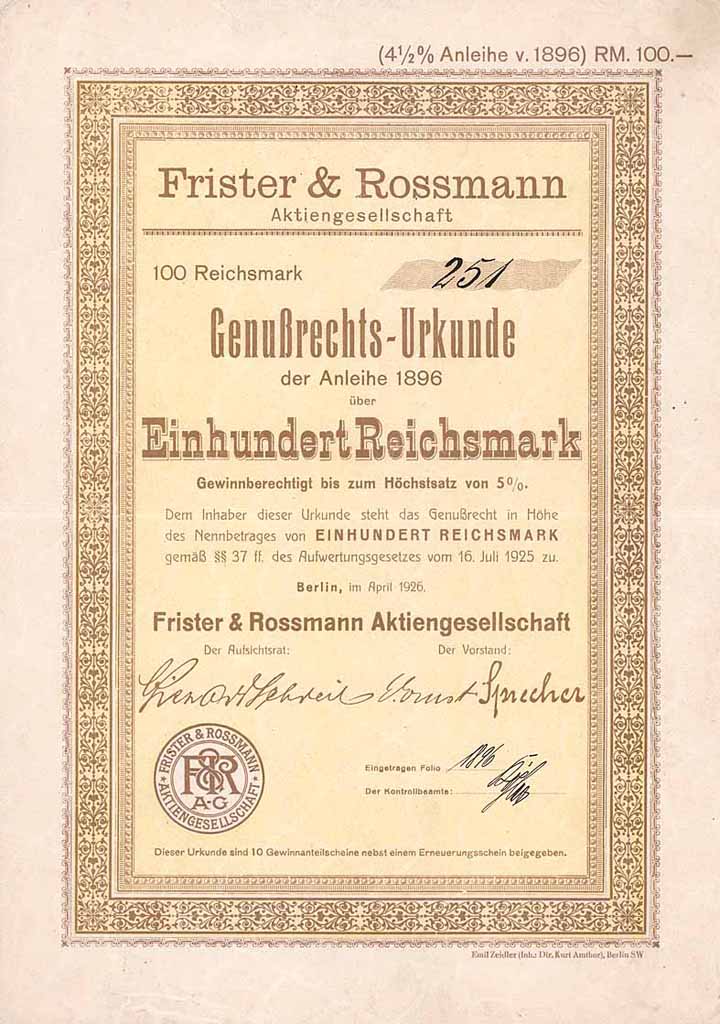 (4½% Anleihe v. 1896) RM. 100.—
Frister & Rossmann
Aktiengesellschaft
100 Reichsmark
251
Genußrechts-Urkunde
der Anleihe 1896
über
Einhundert Reichsmark
Gewinnberechtigt bis zum Höchstsatz von 5%.
Dem Inhaber dieser Urkunde steht das Genußrecht in Höhe
des Nennbetrages von EINHUNDERT REICHSMARK
gemäß §§ 37 ff. des Aufwertungsgesetzes vom 16. Juli 1925 zu.
Berlin, im April 1926.
Frister & Rossmann Aktiengesellschaft
Der Aufsichtsrat: Der Vorstand:
Sprecher
FRISTER & ROSSMANN
F&R
A-G
AKTIENGESELLSCHAFT
Eingetragen Folio 1896
Der Kontrollbeamte:
Dieser Urkunde sind 10 Gewinnanteilscheine nebst einem Erneuerungsschein beigegeben.
Emil Zeidler (Inh.: Dir. Kurt Amthor), Berlin SW